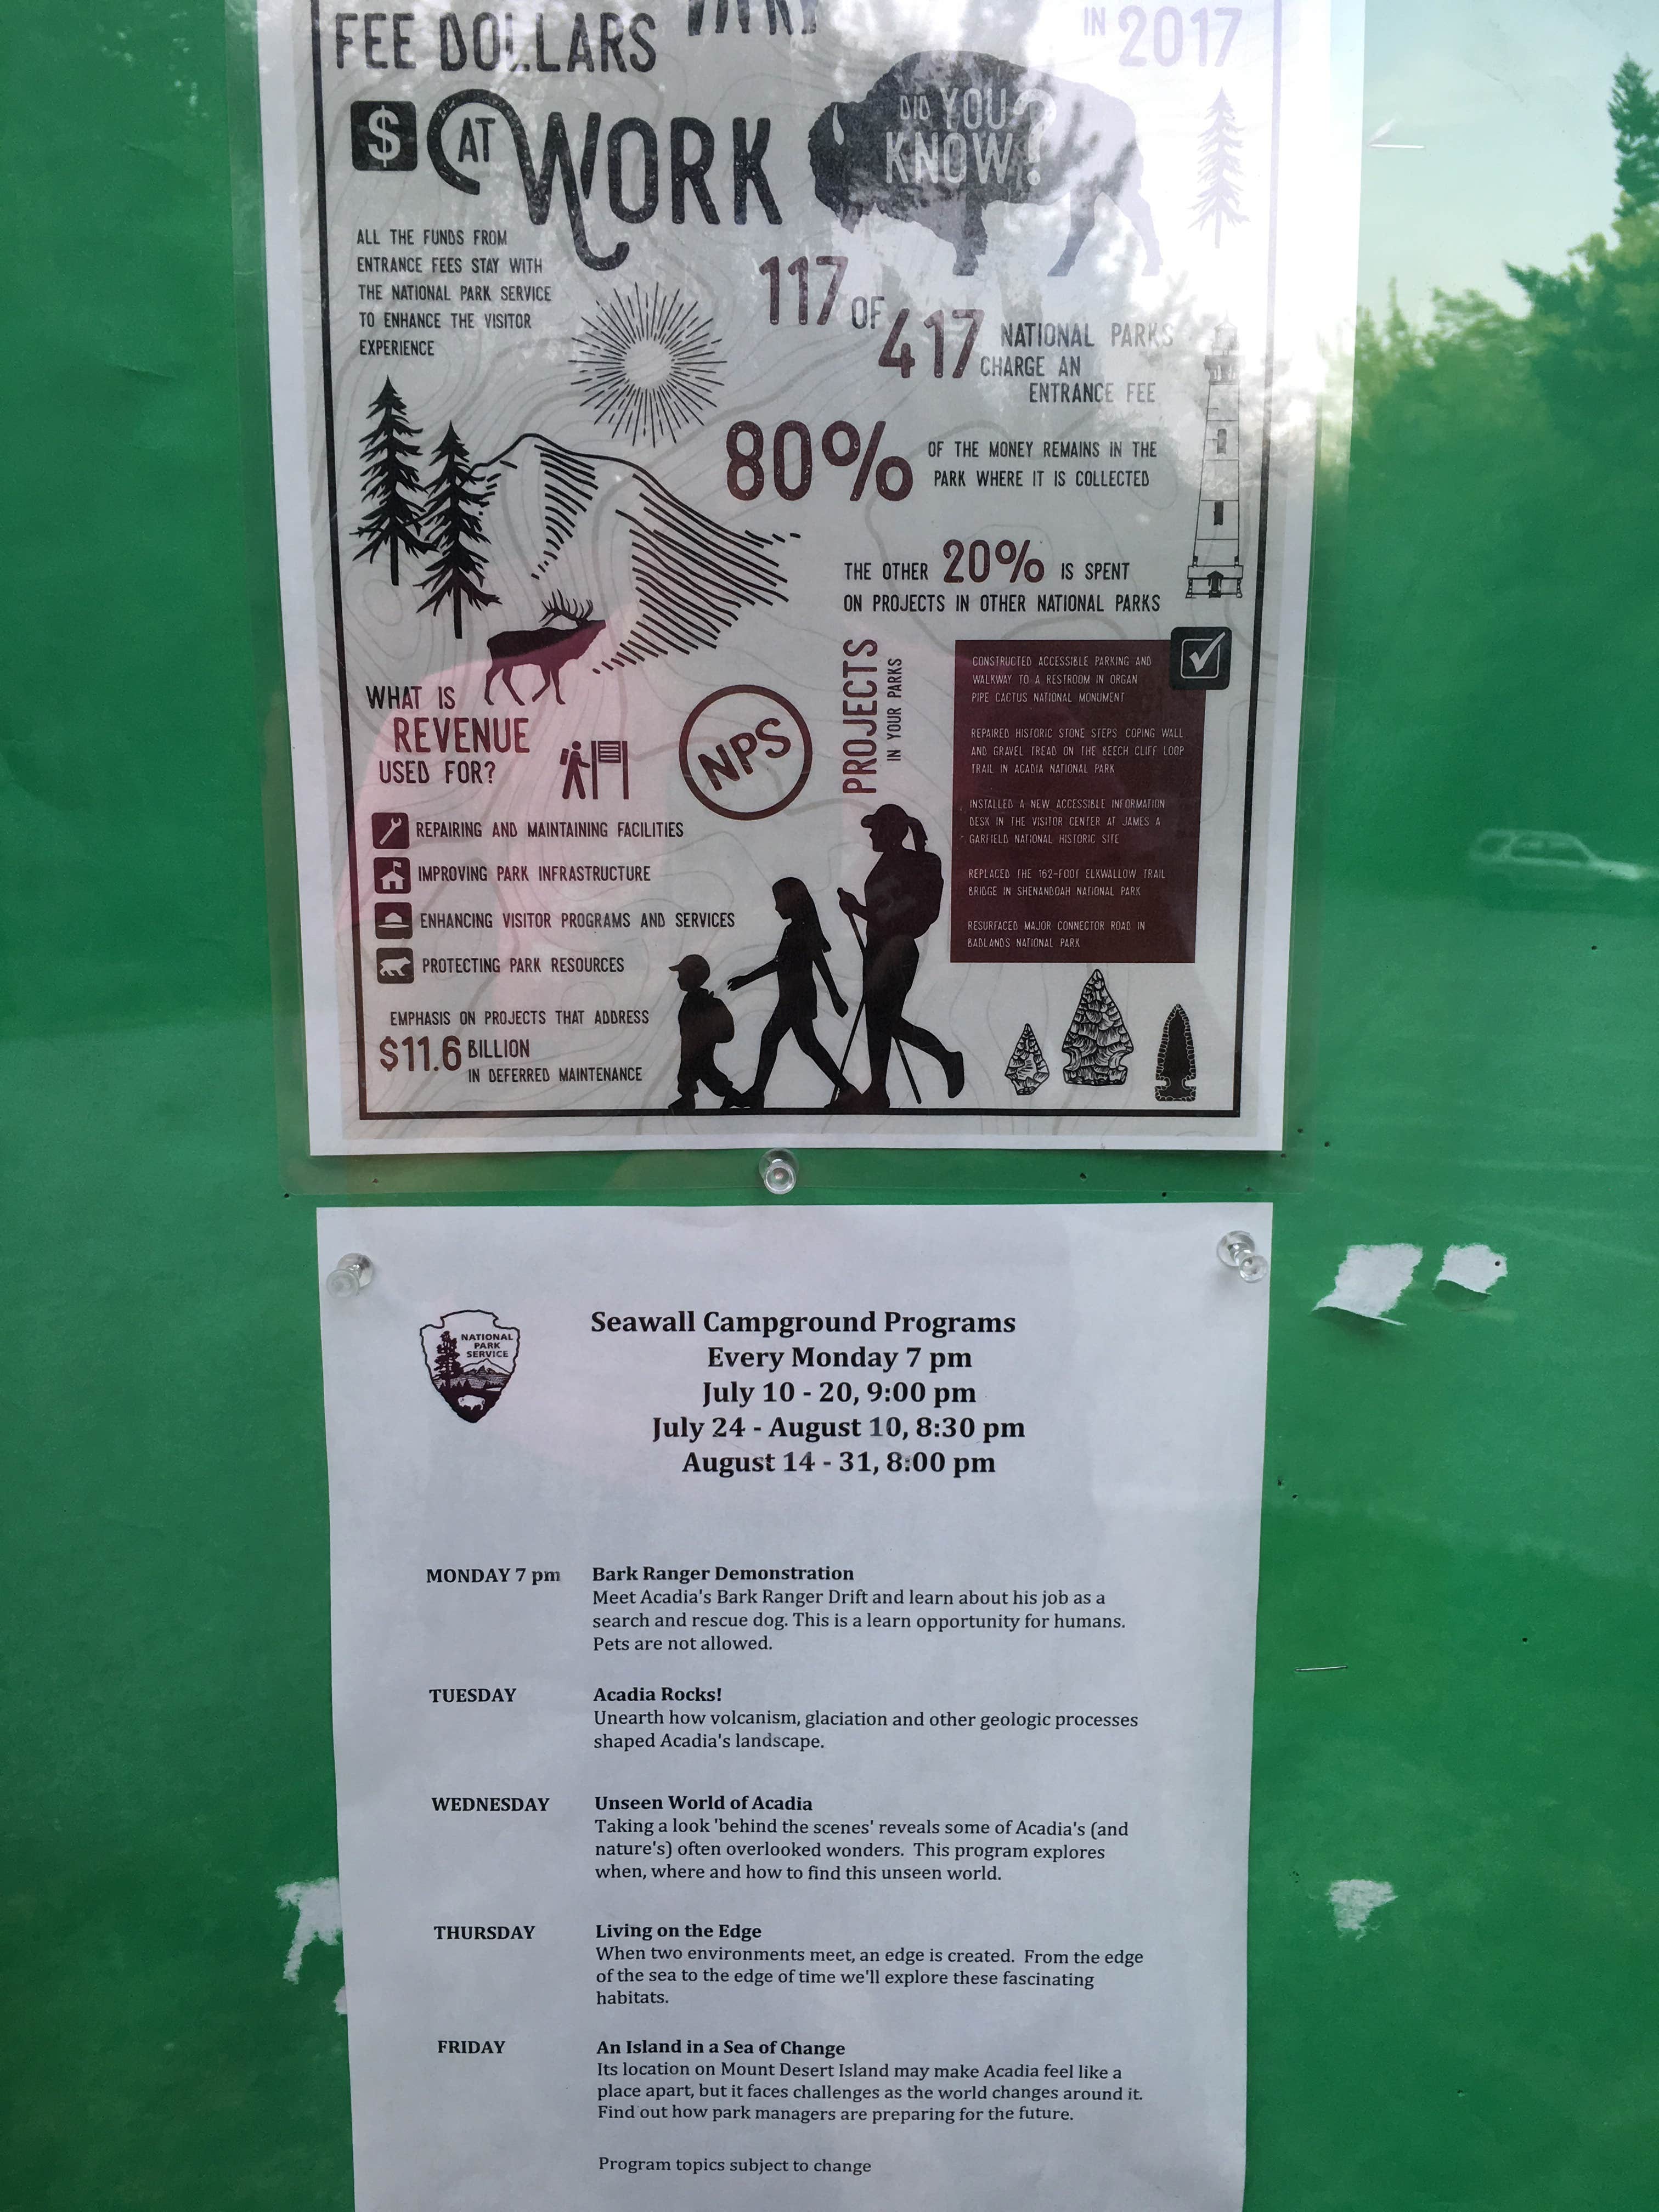 FEE DOLLARS
$ AT WORK
IN 2017
DID YOU
KNOW?
ALL THE FUNDS FROM
ENTRANCE FEES STAY WITH
THE NATIONAL PARK SERVICE
TO ENHANCE THE VISITOR
EXPERIENCE
117 OF 417 NATIONAL PARKS
CHARGE AN
ENTRANCE FEE
80% OF THE MONEY REMAINS IN THE
PARK WHERE IT IS COLLECTED
THE OTHER 20% IS SPENT
ON PROJECTS IN OTHER NATIONAL PARKS
WHAT IS
REVENUE
USED FOR?
NPS
REPAIRING AND MAINTAINING FACILITIES
IMPROVING PARK INFRASTRUCTURE
ENHANCING VISITOR PROGRAMS AND SERVICES
PROTECTING PARK RESOURCES
EMPHASIS ON PROJECTS THAT ADDRESS
$11.6 BILLION
IN DEFERRED MAINTENANCE
PROJECTS
IN YOUR PARKS
CONSTRUCTED ACCESSIBLE PARKING AND
WALKWAY TO A RESTROOM IN ORGAN
PIPE CACTUS NATIONAL MONUMENT
REPAIRED HISTORIC STONE STEPS COPING WALL
AND GRAVEL TREAD ON THE BEECH CLIFF LOOP
TRAIL IN ACADIA NATIONAL PARK
INSTALLED A NEW ACCESSIBLE INFORMATION
DESK IN THE VISITOR CENTER AT JAMES A
GARFIELD NATIONAL HISTORIC SITE
REPLACED THE 162-FOOT ELKWALLOW TRAIL
BRIDGE IN SHENANDOAH NATIONAL PARK
RESURFACED MAJOR CONNECTOR ROAD IN
BADLANDS NATIONAL PARK
NATIONAL
PARK
SERVICE
Seawall Campground Programs
Every Monday 7 pm
July 10 - 20, 9:00 pm
July 24 - August 10, 8:30 pm
August 14 - 31, 8:00 pm
MONDAY 7 pm Bark Ranger Demonstration
Meet Acadia's Bark Ranger Drift and learn about his job as a
search and rescue dog. This is a learn opportunity for humans.
Pets are not allowed.
TUESDAY Acadia Rocks!
Unearth how volcanism, glaciation and other geologic processes
shaped Acadia's landscape.
WEDNESDAY Unseen World of Acadia
Taking a look 'behind the scenes' reveals some of Acadia's (and
nature's) often overlooked wonders. This program explores
when, where and how to find this unseen world.
THURSDAY Living on the Edge
When two environments meet, an edge is created. From the edge
of the sea to the edge of time we'll explore these fascinating
habitats.
FRIDAY An Island in a Sea of Change
Its location on Mount Desert Island may make Acadia feel like a
place apart, but it faces challenges as the world changes around it.
Find out how park managers are preparing for the future.
Program topics subject to change